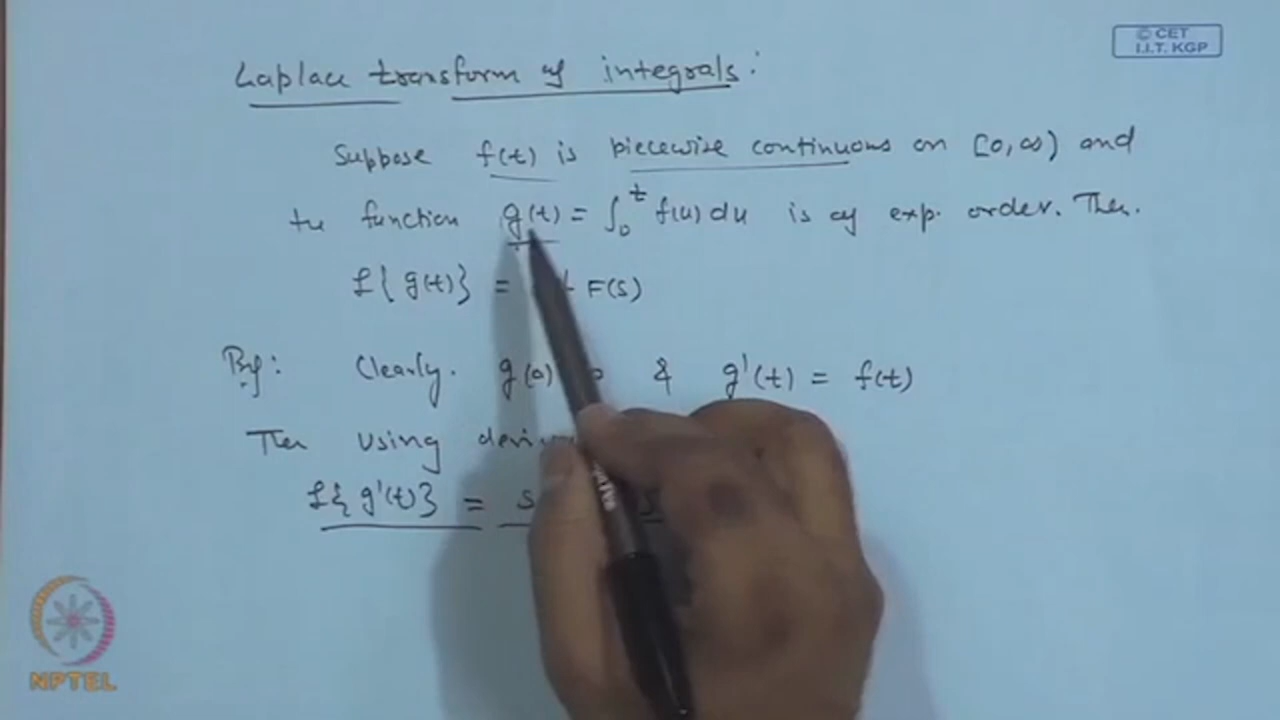 © CET
I.I.T. KGP
Laplace transform of integrals:
Suppose f(t) is piecewise continuous on [0,∞) and
the function g(t) = ∫₀ᵗ f(u) du is of exp. order. Then.
£{g(t)} = F(s)
Prf: Clearly. g(0) & g'(t) = f(t)
Then using
£{g'(t)} = s
NPTEL